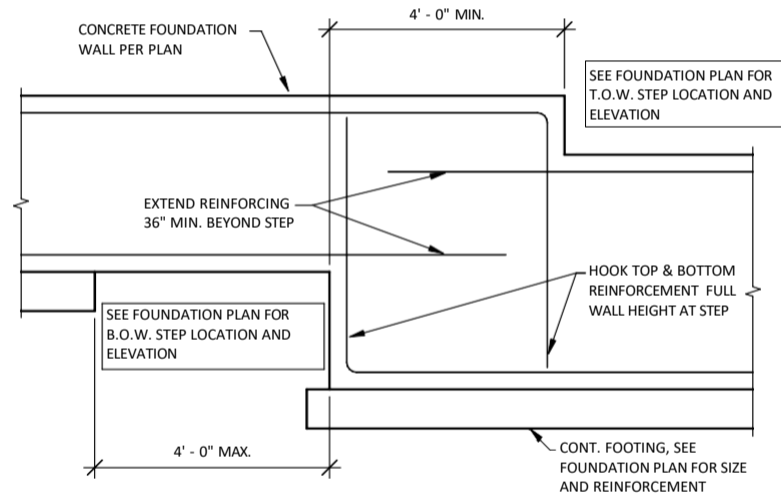 4' - 0" MIN.
CONCRETE FOUNDATION
WALL PER PLAN
SEE FOUNDATION PLAN FOR
T.O.W. STEP LOCATION AND
ELEVATION
EXTEND REINFORCING
36" MIN. BEYOND STEP
HOOK TOP & BOTTOM
REINFORCEMENT FULL
WALL HEIGHT AT STEP
SEE FOUNDATION PLAN FOR
B.O.W. STEP LOCATION AND
ELEVATION
4' - 0" MAX.
CONT. FOOTING, SEE
FOUNDATION PLAN FOR SIZE
AND REINFORCEMENT